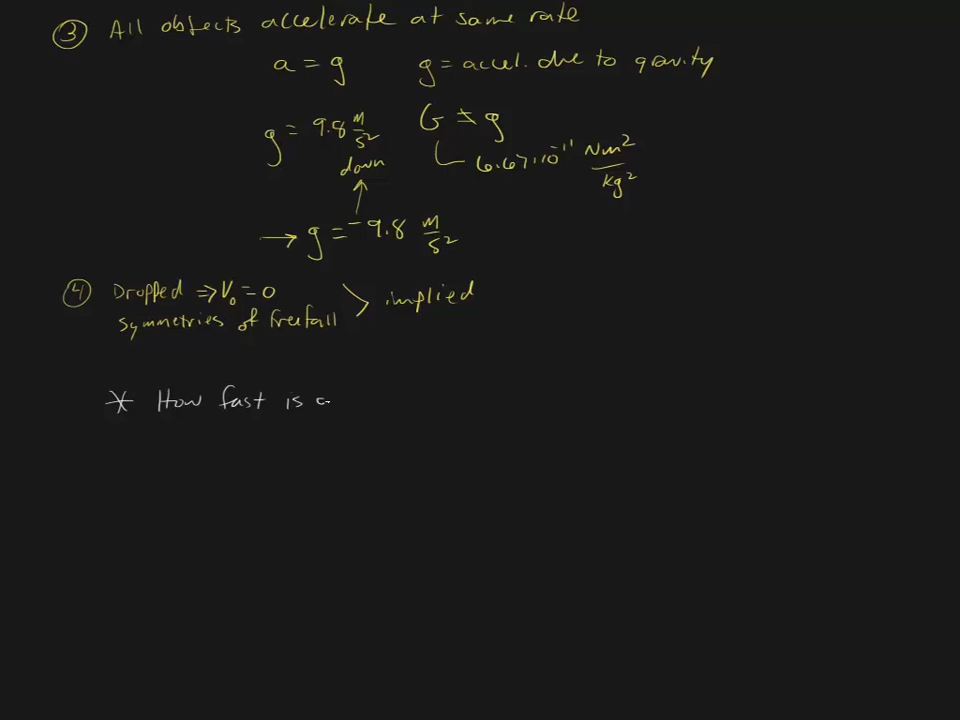 ③ All objects accelerate at same rate
a = g    g = accel. due to gravity
g = 9.8 m/s² down    G ≠ g
6.67·10⁻¹¹ Nm²/kg²
→ g = -9.8 m/s²
④ Dropped ⇒ V₀ = 0
symmetries of freefall > implied
* How fast is a